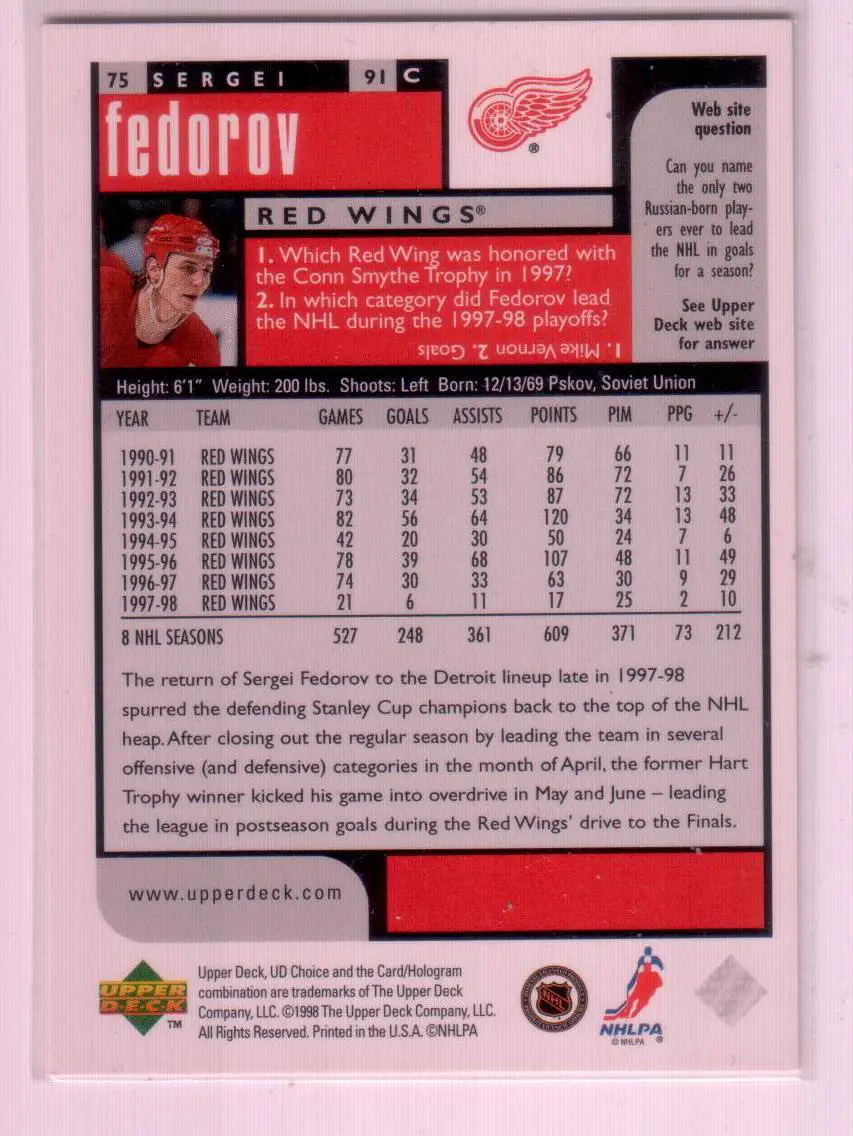 75 SERGEI 91 C
fedorov
®
RED WINGS®
1. Which Red Wing was honored with
the Conn Smythe Trophy in 1997?
2. In which category did Fedorov lead
the NHL during the 1997-98 playoffs?
1. Mike Vernon 2. Goals
Web site
question
Can you name
the only two
Russian-born play-
ers ever to lead
the NHL in goals
for a season?
See Upper
Deck web site
for answer
Height: 6'1" Weight: 200 lbs. Shoots: Left Born: 12/13/69 Pskov, Soviet Union
YEAR TEAM GAMES GOALS ASSISTS POINTS PIM PPG +/-
1990-91 RED WINGS 77 31 48 79 66 11 11
1991-92 RED WINGS 80 32 54 86 72 7 26
1992-93 RED WINGS 73 34 53 87 72 13 33
1993-94 RED WINGS 82 56 64 120 34 13 48
1994-95 RED WINGS 42 20 30 50 24 7 6
1995-96 RED WINGS 78 39 68 107 48 11 49
1996-97 RED WINGS 74 30 33 63 30 9 29
1997-98 RED WINGS 21 6 11 17 25 2 10
8 NHL SEASONS 527 248 361 609 371 73 212
The return of Sergei Fedorov to the Detroit lineup late in 1997-98
spurred the defending Stanley Cup champions back to the top of the NHL
heap. After closing out the regular season by leading the team in several
offensive (and defensive) categories in the month of April, the former Hart
Trophy winner kicked his game into overdrive in May and June – leading
the league in postseason goals during the Red Wings' drive to the Finals.
www.upperdeck.com
UPPER
DECK
TM
Upper Deck, UD Choice and the Card/Hologram
combination are trademarks of The Upper Deck
Company, LLC. ©1998 The Upper Deck Company, LLC.
All Rights Reserved. Printed in the U.S.A. ©NHLPA
NHL
NHLPA
© NHLPA ®